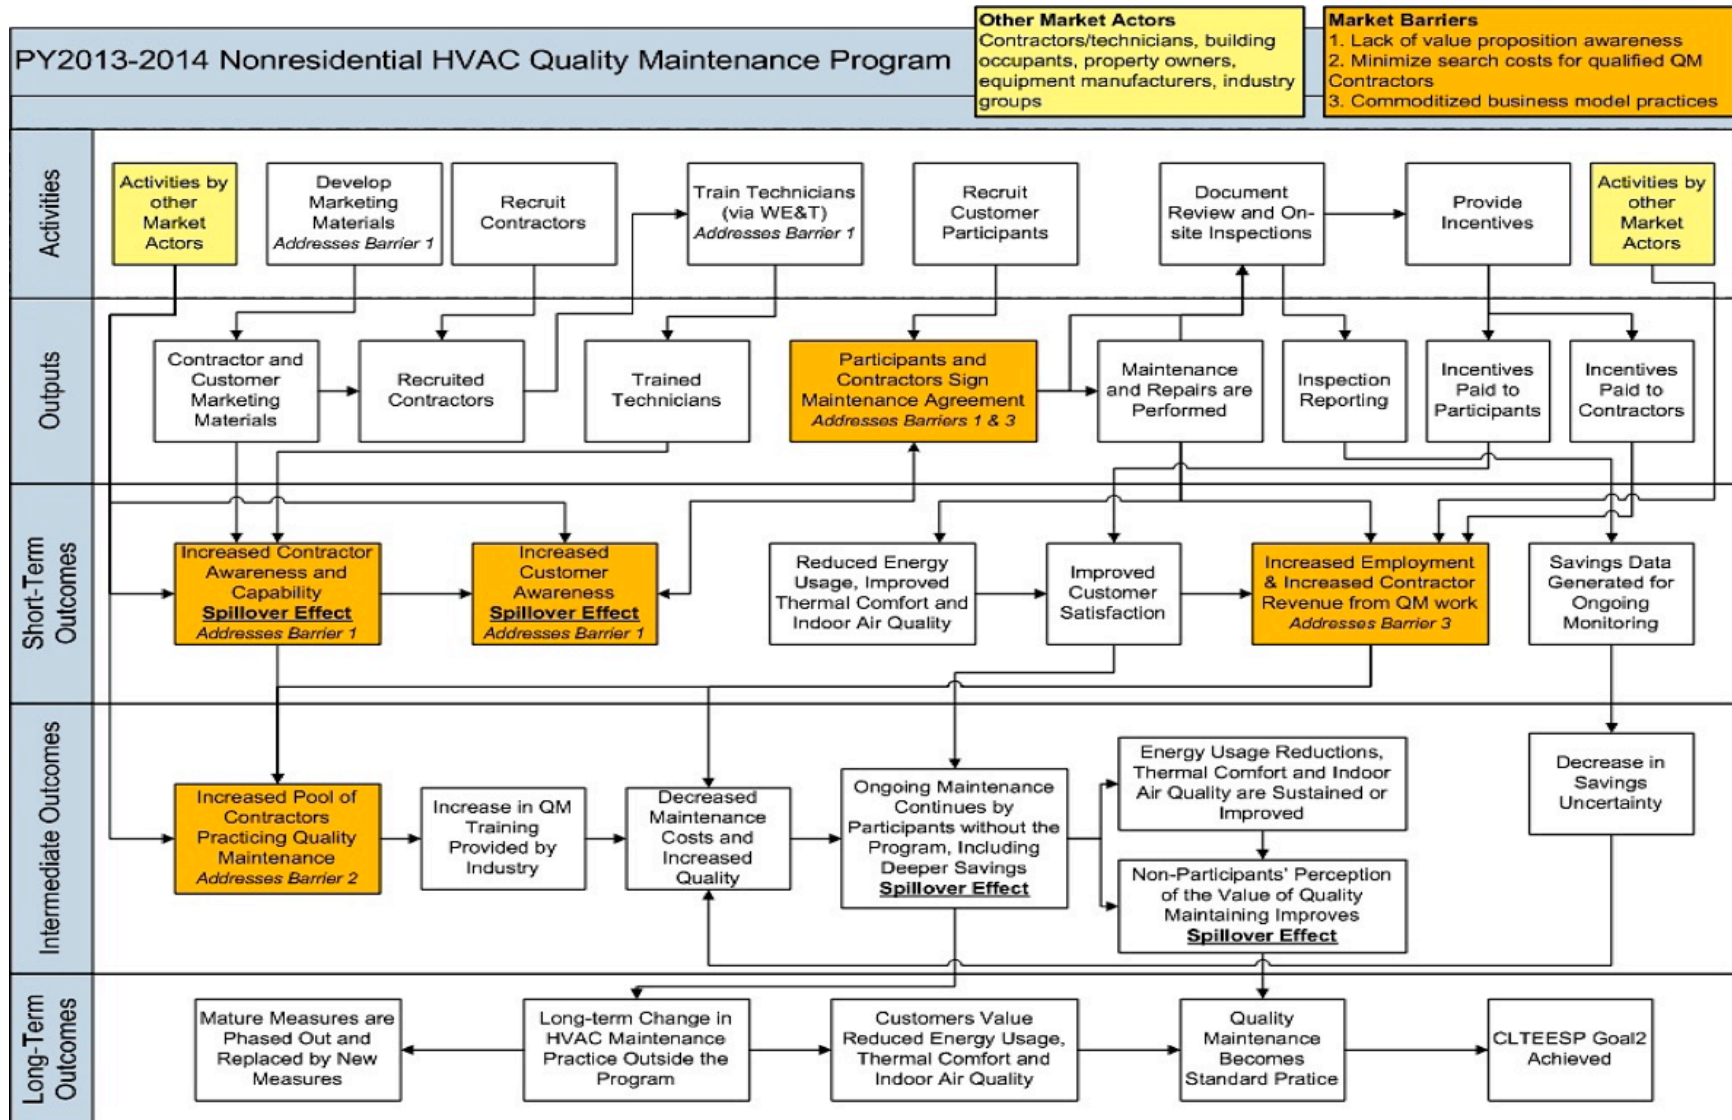 PY2013-2014 Nonresidential HVAC Quality Maintenance Program
Other Market Actors
Contractors/technicians, building
occupants, property owners,
equipment manufacturers, industry
groups
Market Barriers
1. Lack of value proposition awareness
2. Minimize search costs for qualified QM
Contractors
3. Commoditized business model practices
Activities
Activities by
other
Market
Actors
Develop
Marketing
Materials
Addresses Barrier 1
Recruit
Contractors
Train Technicians
(via WE&T)
Addresses Barrier 1
Recruit
Customer
Participants
Document
Review and On-
site Inspections
Provide
Incentives
Activities by
other
Market
Actors
Outputs
Contractor and
Customer
Marketing
Materials
Recruited
Contractors
Trained
Technicians
Participants and
Contractors Sign
Maintenance Agreement
Addresses Barriers 1 & 3
Maintenance
and Repairs are
Performed
Inspection
Reporting
Incentives
Paid to
Participants
Incentives
Paid to
Contractors
Short-Term
Outcomes
Increased Contractor
Awareness and
Capability
Spillover Effect
Addresses Barrier 1
Increased
Customer
Awareness
Spillover Effect
Addresses Barrier 1
Reduced Energy
Usage, Improved
Thermal Comfort and
Indoor Air Quality
Improved
Customer
Satisfaction
Increased Employment
& Increased Contractor
Revenue from QM work
Addresses Barrier 3
Savings Data
Generated for
Ongoing
Monitoring
Intermediate Outcomes
Increased Pool of
Contractors
Practicing Quality
Maintenance
Addresses Barrier 2
Increase in QM
Training
Provided by
Industry
Decreased
Maintenance
Costs and
Increased
Quality
Ongoing Maintenance
Continues by
Participants without the
Program, Including
Deeper Savings
Spillover Effect
Energy Usage Reductions,
Thermal Comfort and Indoor
Air Quality are Sustained or
Improved
Non-Participants' Perception
of the Value of Quality
Maintaining Improves
Spillover Effect
Decrease in
Savings
Uncertainty
Long-Term
Outcomes
Mature Measures are
Phased Out and
Replaced by New
Measures
Long-term Change in
HVAC Maintenance
Practice Outside the
Program
Customers Value
Reduced Energy Usage,
Thermal Comfort and
Indoor Air Quality
Quality
Maintenance
Becomes
Standard Pratice
CLTEESP Goal2
Achieved